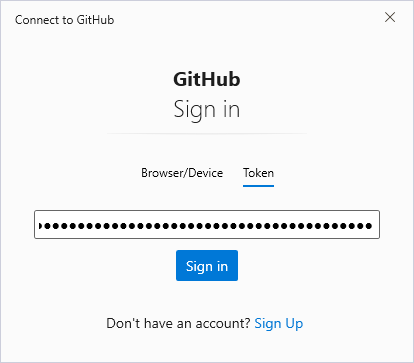 Connect to GitHub
GitHub
Sign in
Browser/Device Token
Sign in
Don't have an account? Sign Up